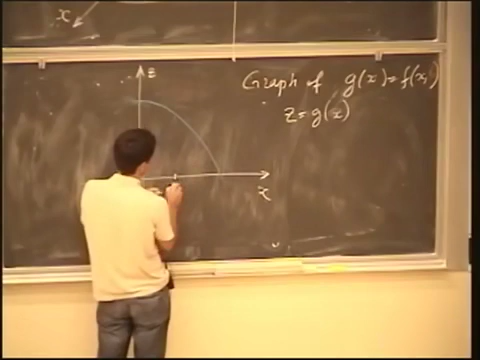 x
z
Graph of g(x)=f(x,
z=g(x)
x